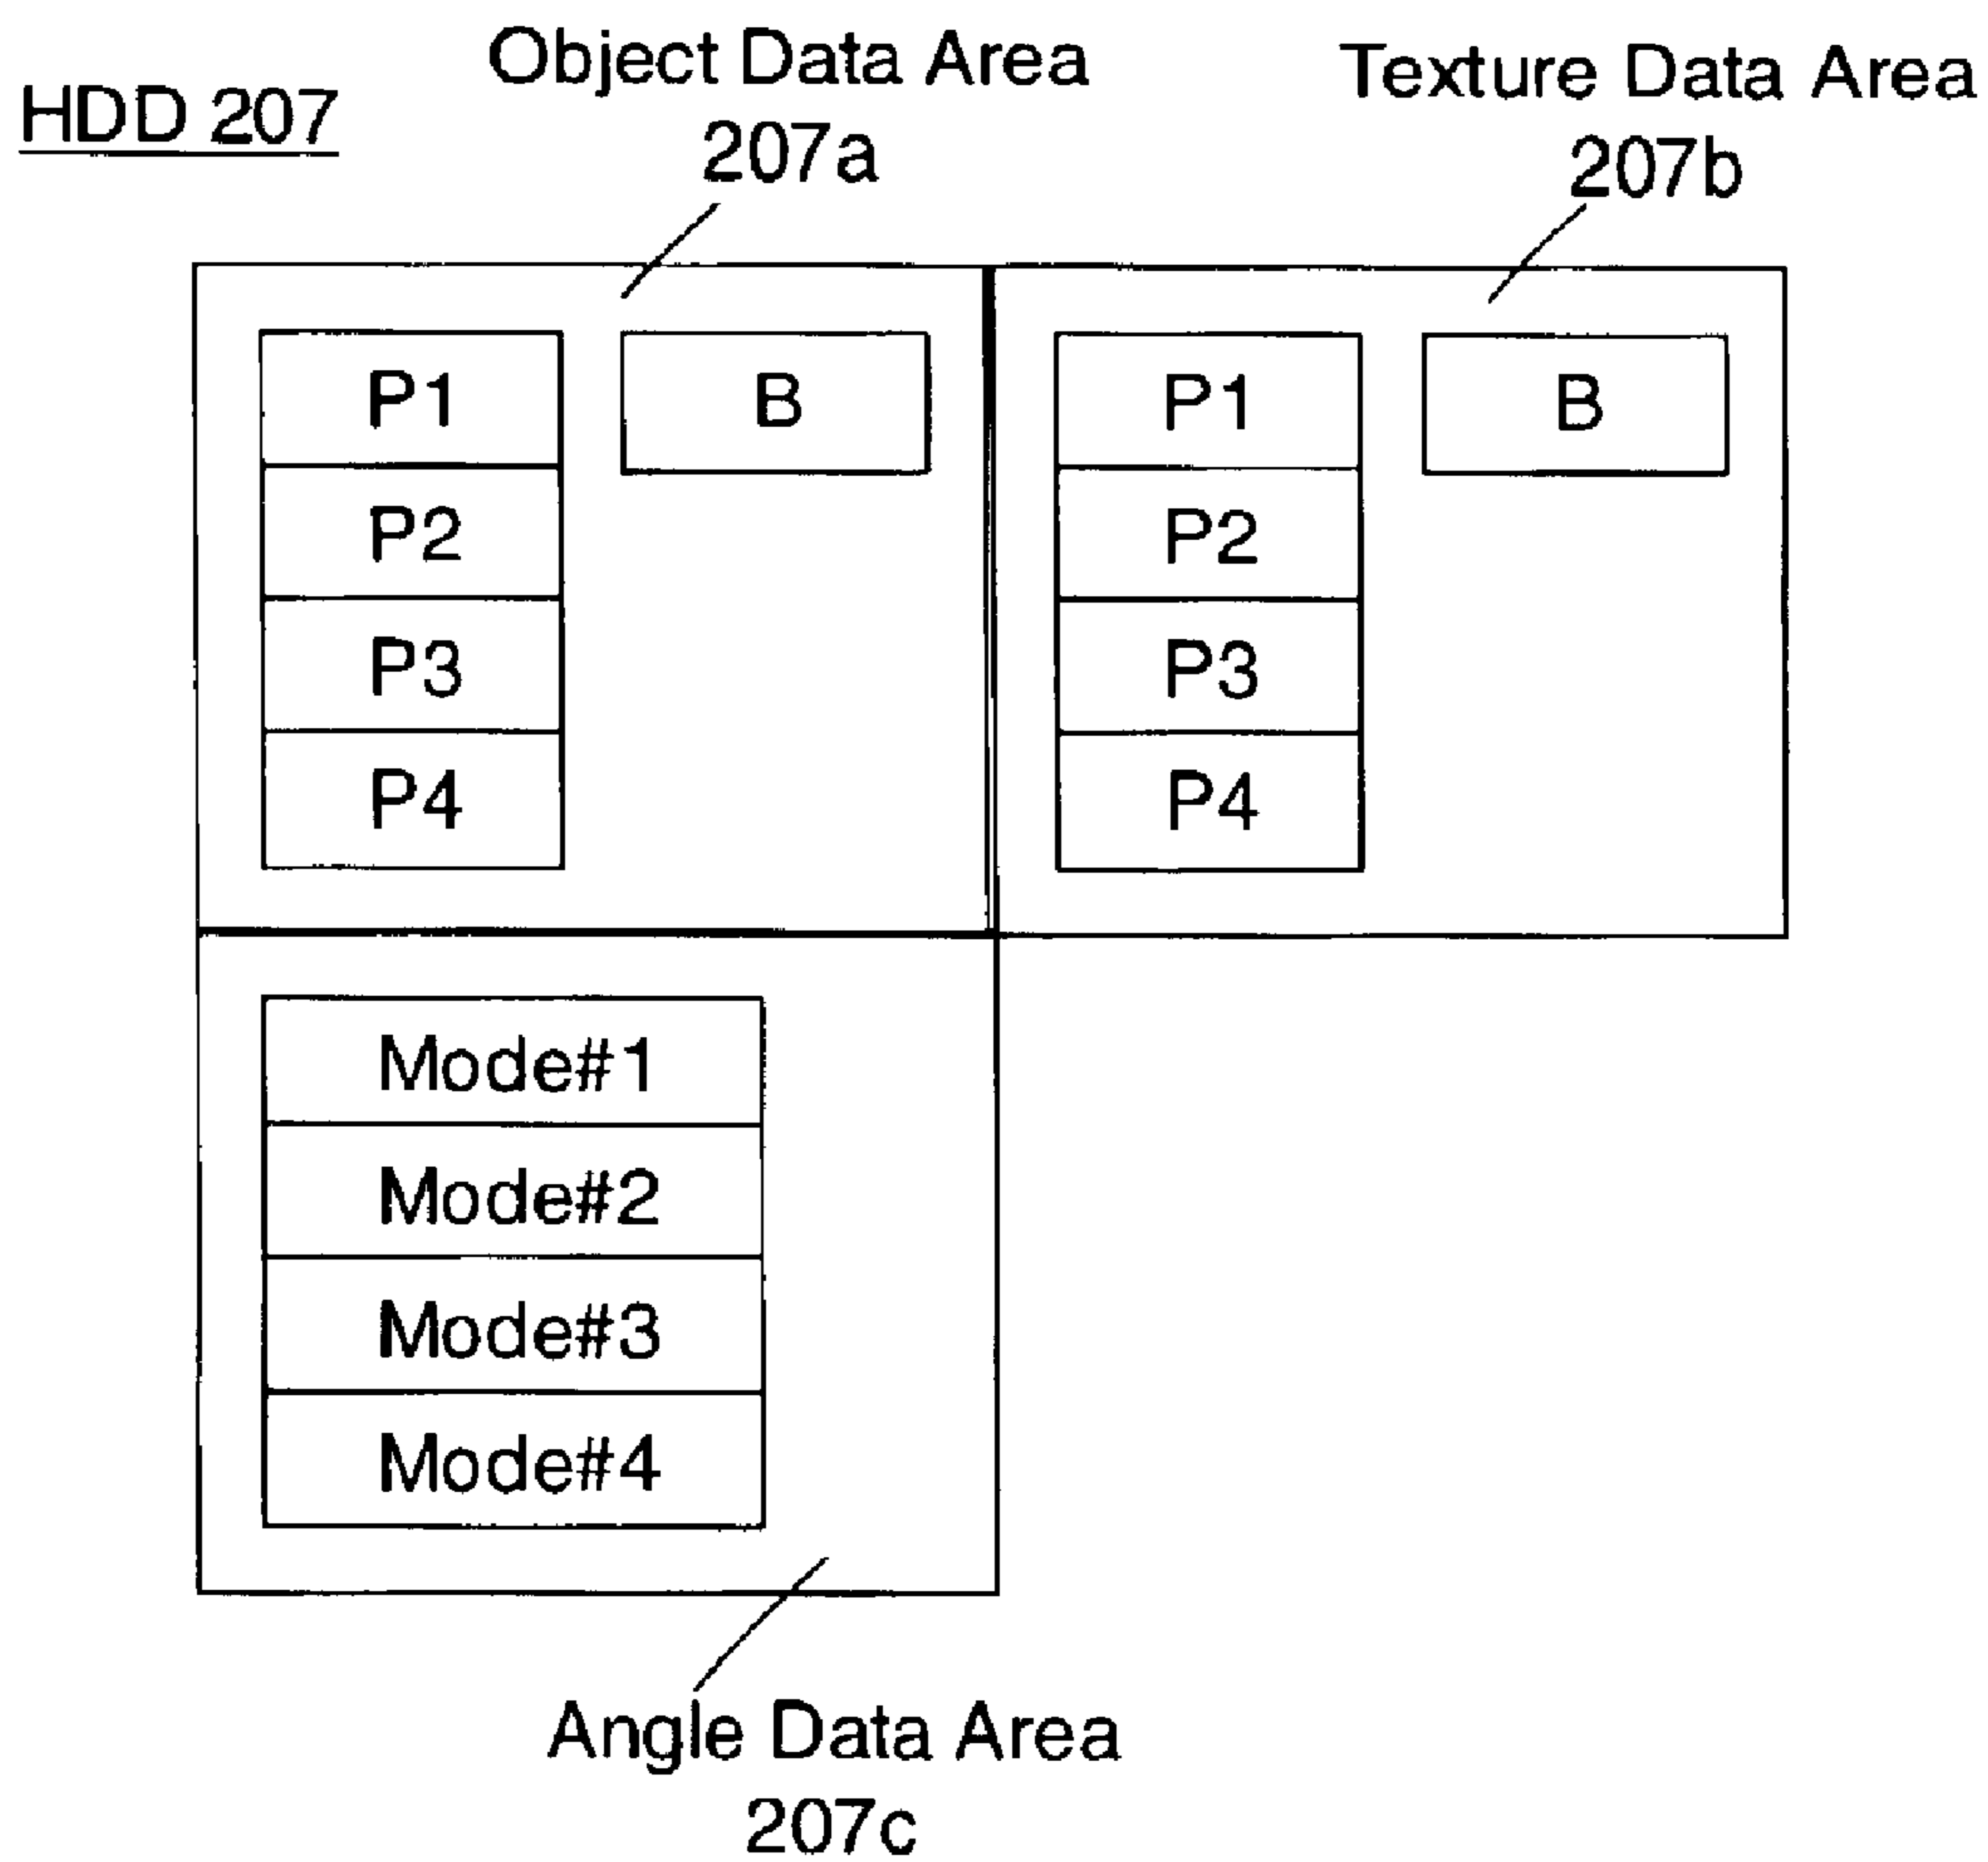 HDD 207
Object Data Area
207a
Texture Data Area
207b
P1
P2
P3
P4
B
P1
P2
P3
P4
B
Mode#1
Mode#2
Mode#3
Mode#4
Angle Data Area
207c